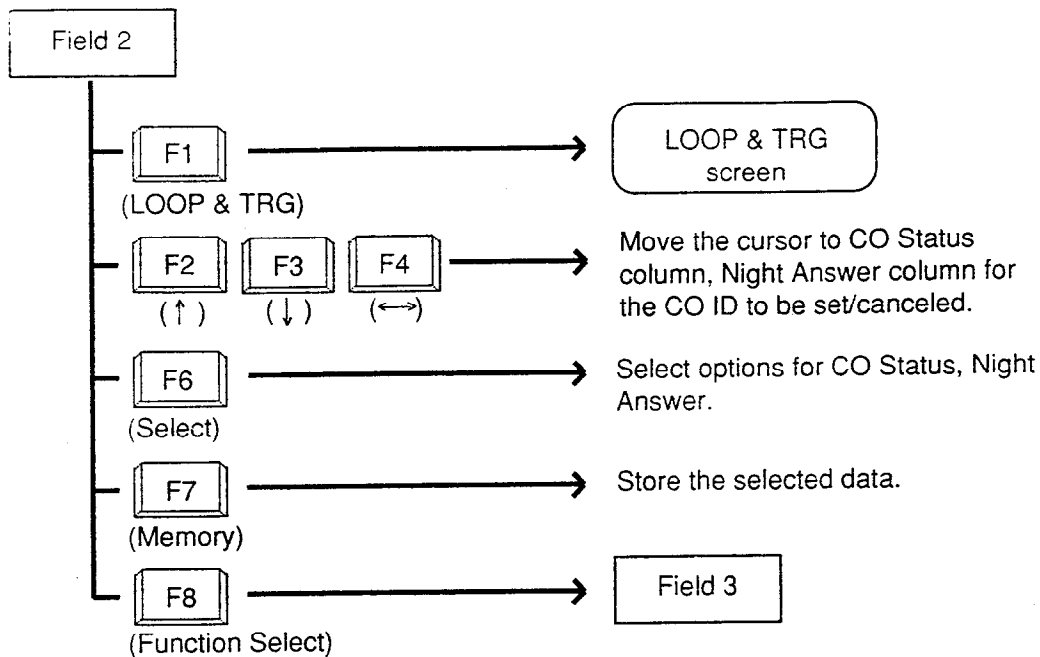 Field 2
F1
(LOOP & TRG)
LOOP & TRG
screen
F2 F3 F4
(↑) (↓) (↔)
Move the cursor to CO Status
column, Night Answer column for
the CO ID to be set/canceled.
F6
(Select)
Select options for CO Status, Night
Answer.
F7
(Memory)
Store the selected data.
F8
(Function Select)
Field 3